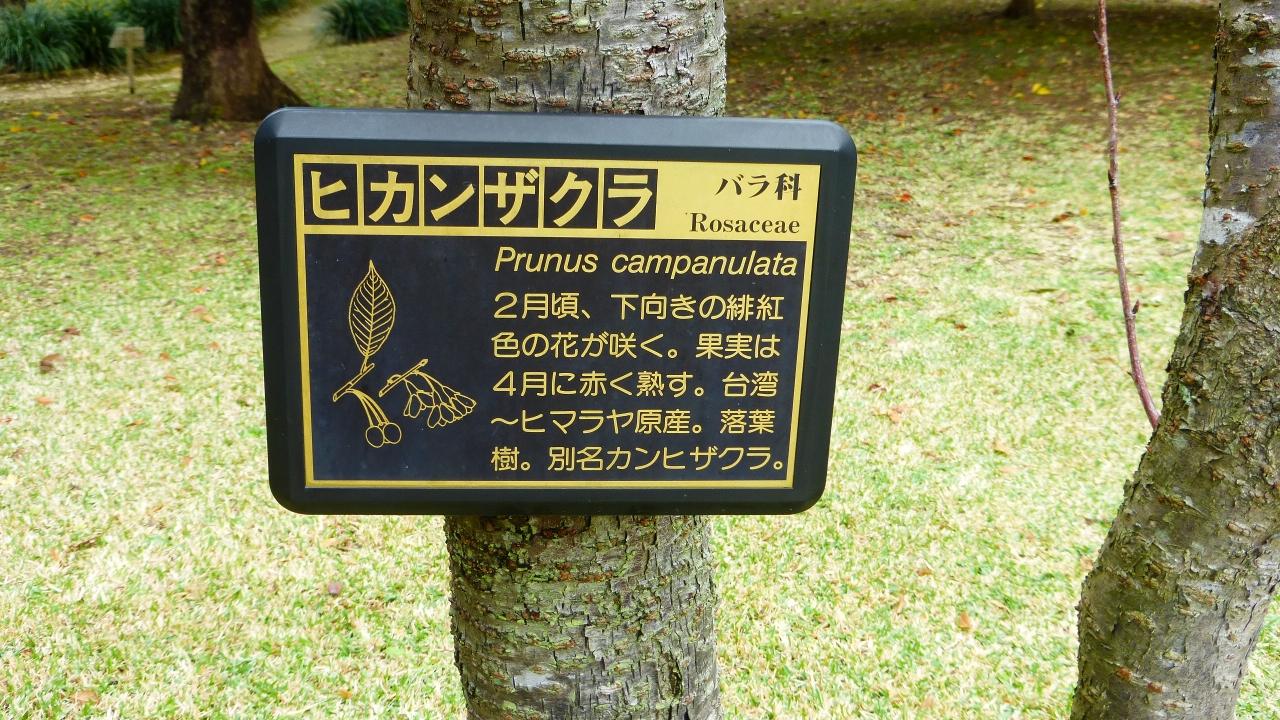 ヒカンザクラ
バラ科
Rosaceae
Prunus campanulata
2月頃、下向きの緋紅
色の花が咲く。果実は
4月に赤く熟す。台湾
～ヒマラヤ原産。落葉
樹。別名カンヒザクラ。